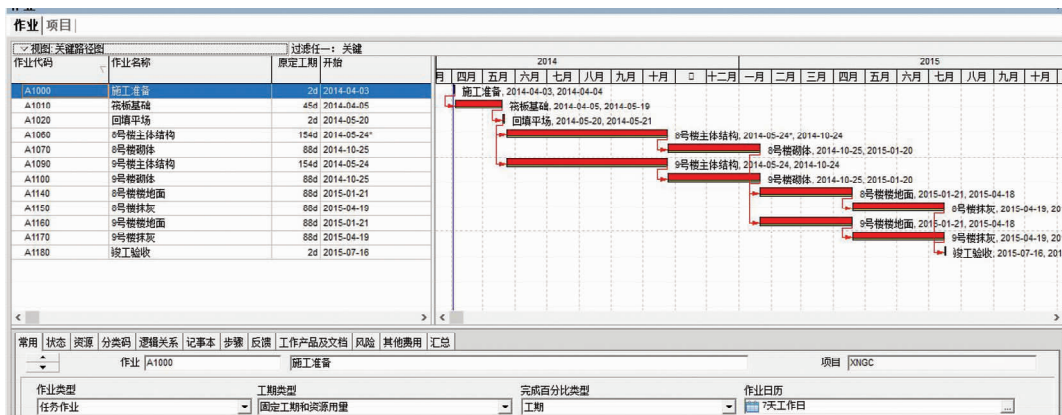 作业 项目
视图:关键路径图 过滤任一: 关键
作业代码 作业名称 原定工期 开始
2014 2015
月 四月 五月 六月 七月 八月 九月 十月 十二月 一月 二月 三月 四月 五月 六月 七月 八月 九月 十月
A1000 施工准备 2d 2014-04-03 施工准备, 2014-04-03, 2014-04-04
A1010 筏板基础 45d 2014-04-05 筏板基础, 2014-04-05, 2014-05-19
A1020 回填平场 2d 2014-05-20 回填平场, 2014-05-20, 2014-05-21
A1060 8号楼主体结构 154d 2014-05-24* 8号楼主体结构, 2014-05-24*, 2014-10-24
A1070 8号楼砌体 88d 2014-10-25 8号楼砌体, 2014-10-25, 2015-01-20
A1090 9号楼主体结构 154d 2014-05-24 9号楼主体结构, 2014-05-24, 2014-10-24
A1100 9号楼砌体 88d 2014-10-25 9号楼砌体, 2014-10-25, 2015-01-20
A1140 8号楼楼地面 88d 2015-01-21 8号楼楼地面, 2015-01-21, 2015-04-18
A1150 8号楼抹灰 88d 2015-04-19 8号楼抹灰, 2015-04-19, 20
A1160 9号楼楼地面 88d 2015-01-21 9号楼楼地面, 2015-01-21, 2015-04-18
A1170 9号楼抹灰 88d 2015-04-19 9号楼抹灰, 2015-04-19, 20
A1180 竣工验收 2d 2015-07-16 竣工验收, 2015-07-16, 201
常用 状态 资源 分类码 逻辑关系 记事本 步骤 反馈 工作产品及文档 风险 其他费用 汇总
作业 A1000 施工准备 项目 XNGC
作业类型 工期类型 完成百分比类型 作业日历
任务作业 固定工期和资源用量 工期 7天工作日